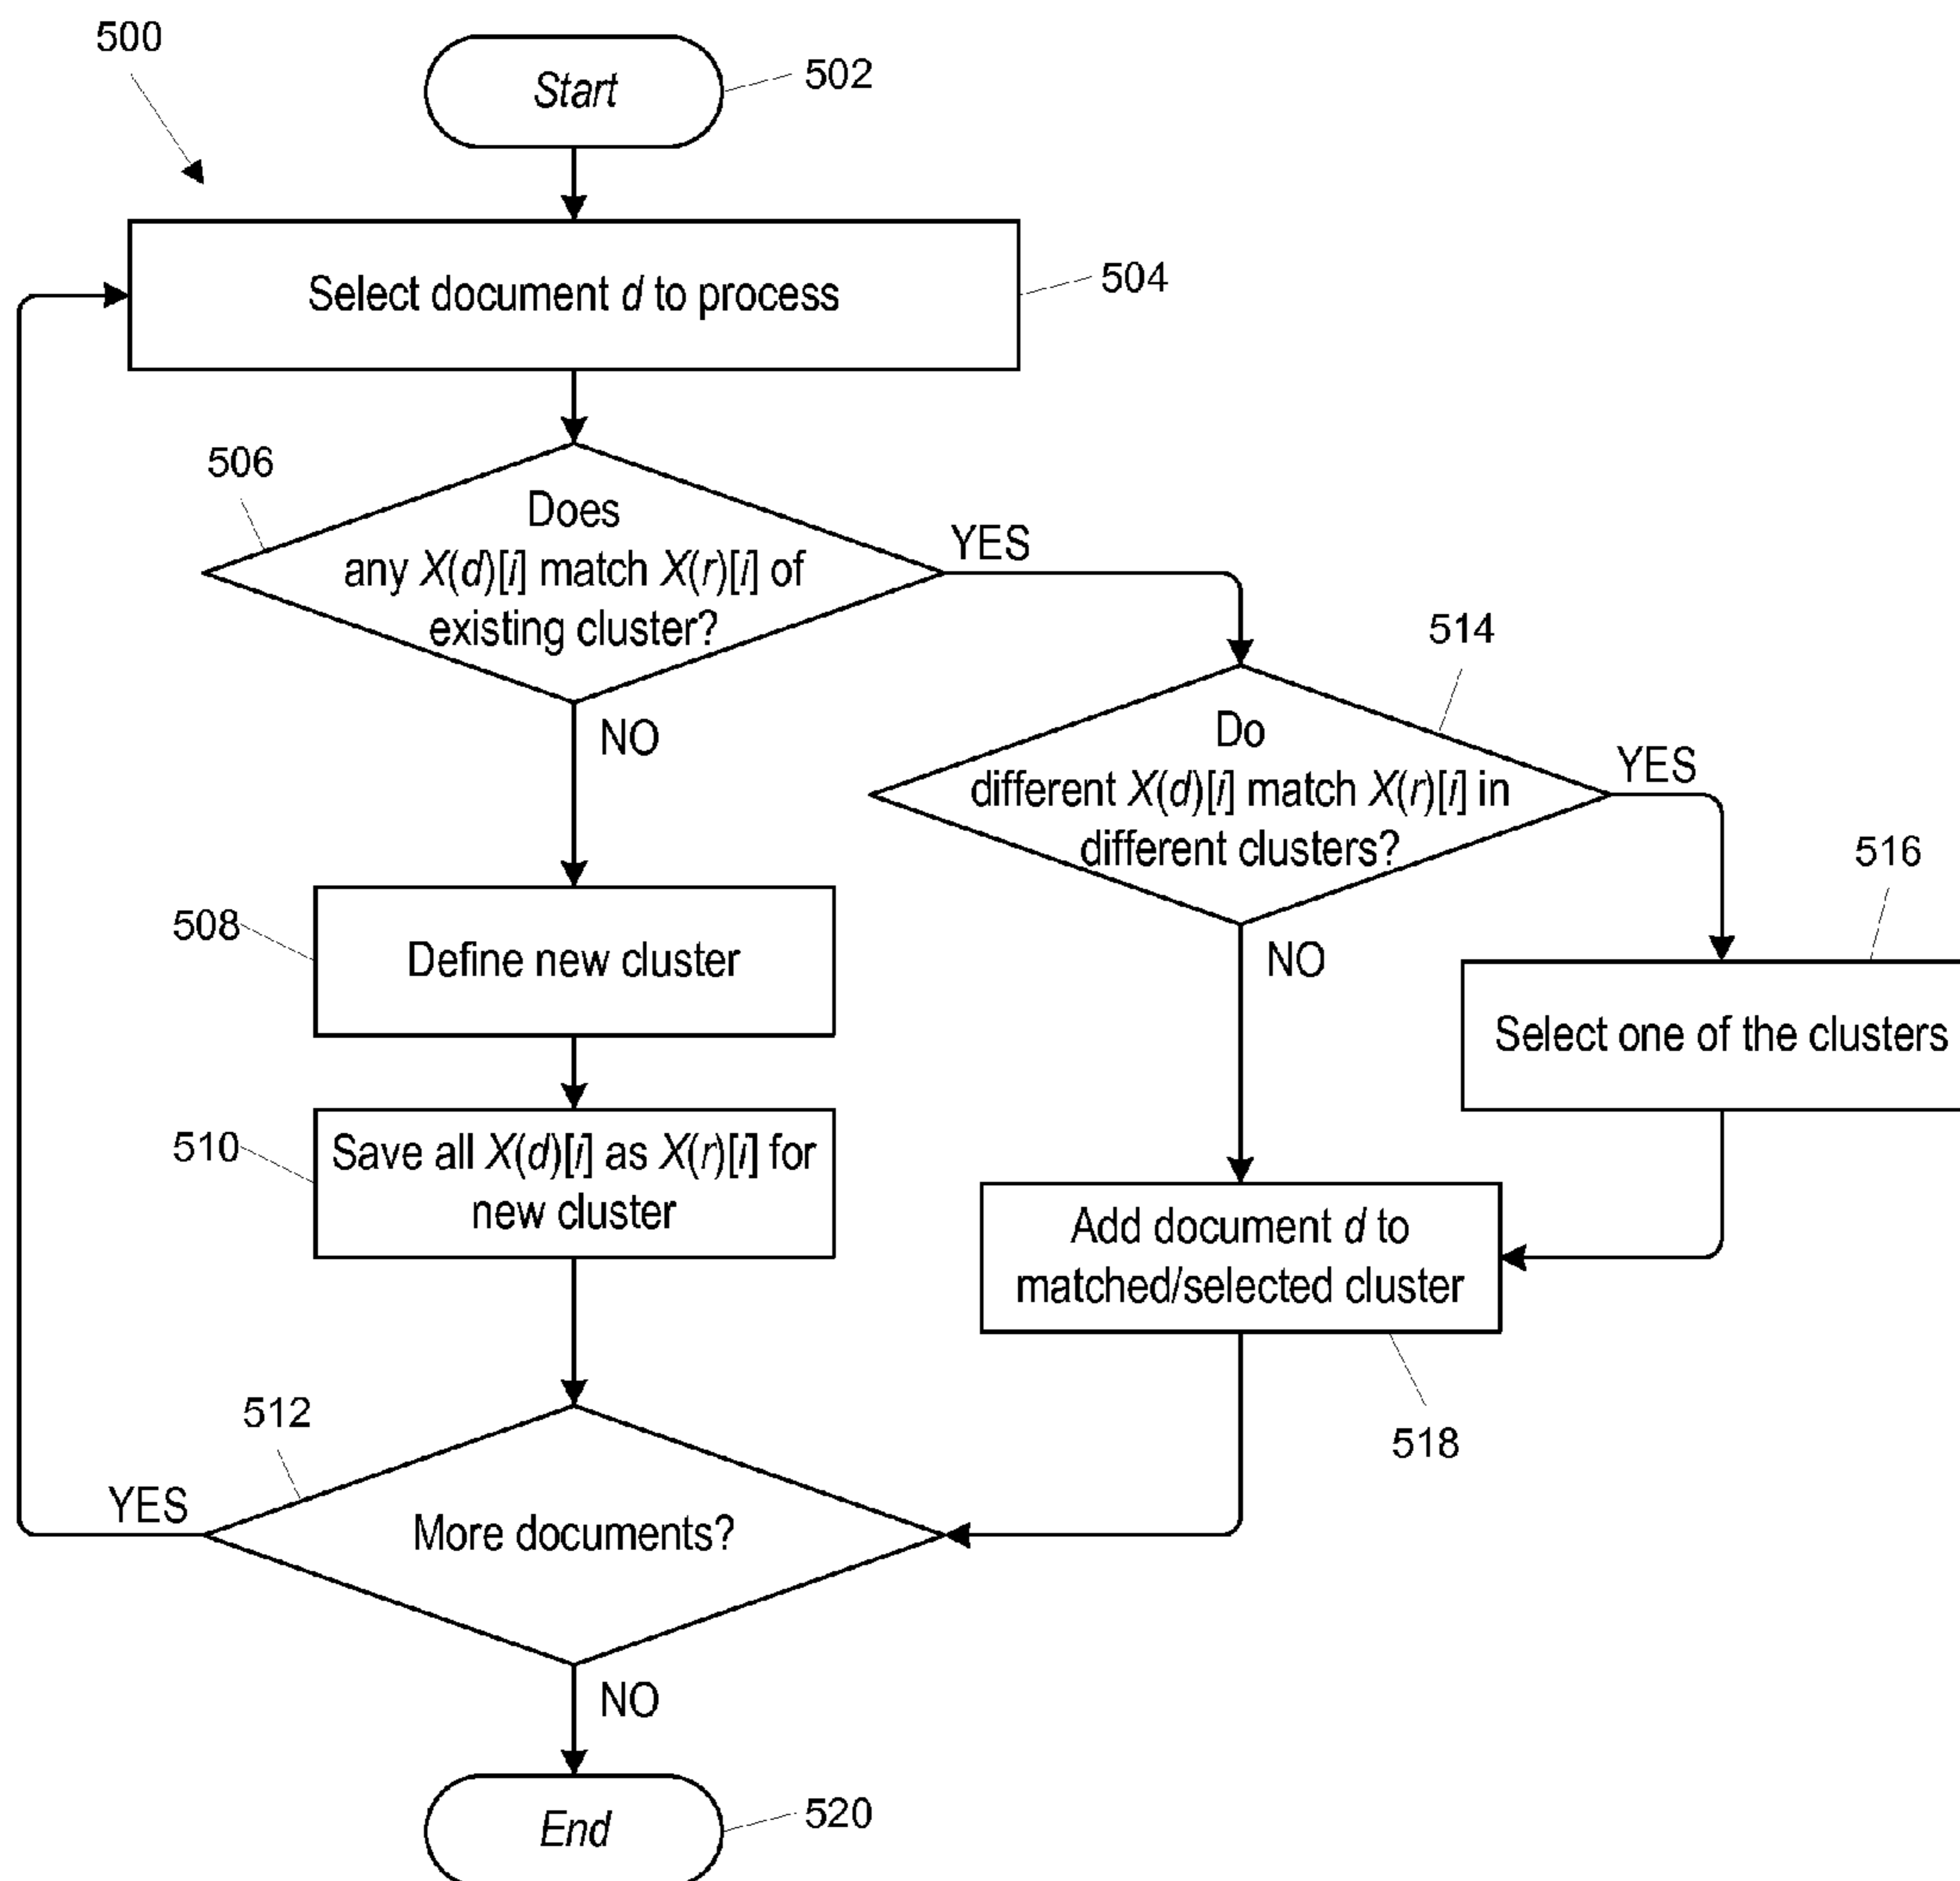 500
Start
502
Select document d to process
504
506
Does
any X(d)[i] match X(r)[i] of
existing cluster?
YES
NO
514
Do
different X(d)[i] match X(r)[i] in
different clusters?
YES
NO
516
Select one of the clusters
508
Define new cluster
510
Save all X(d)[i] as X(r)[i] for
new cluster
Add document d to
matched/selected cluster
518
512
YES
More documents?
NO
End
520